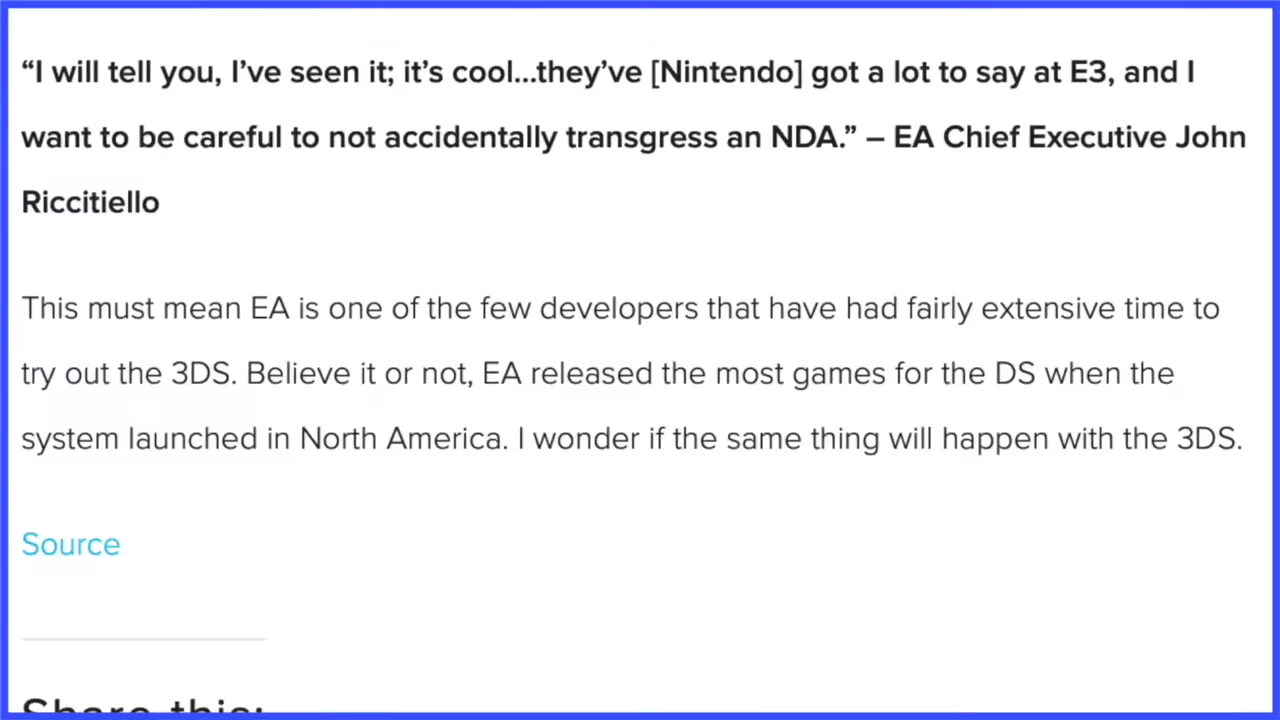 “I will tell you, I’ve seen it; it’s cool…they’ve [Nintendo] got a lot to say at E3, and I
want to be careful to not accidentally transgress an NDA.” – EA Chief Executive John
Riccitiello
This must mean EA is one of the few developers that have had fairly extensive time to
try out the 3DS. Believe it or not, EA released the most games for the DS when the
system launched in North America. I wonder if the same thing will happen with the 3DS.
Source
Share this: